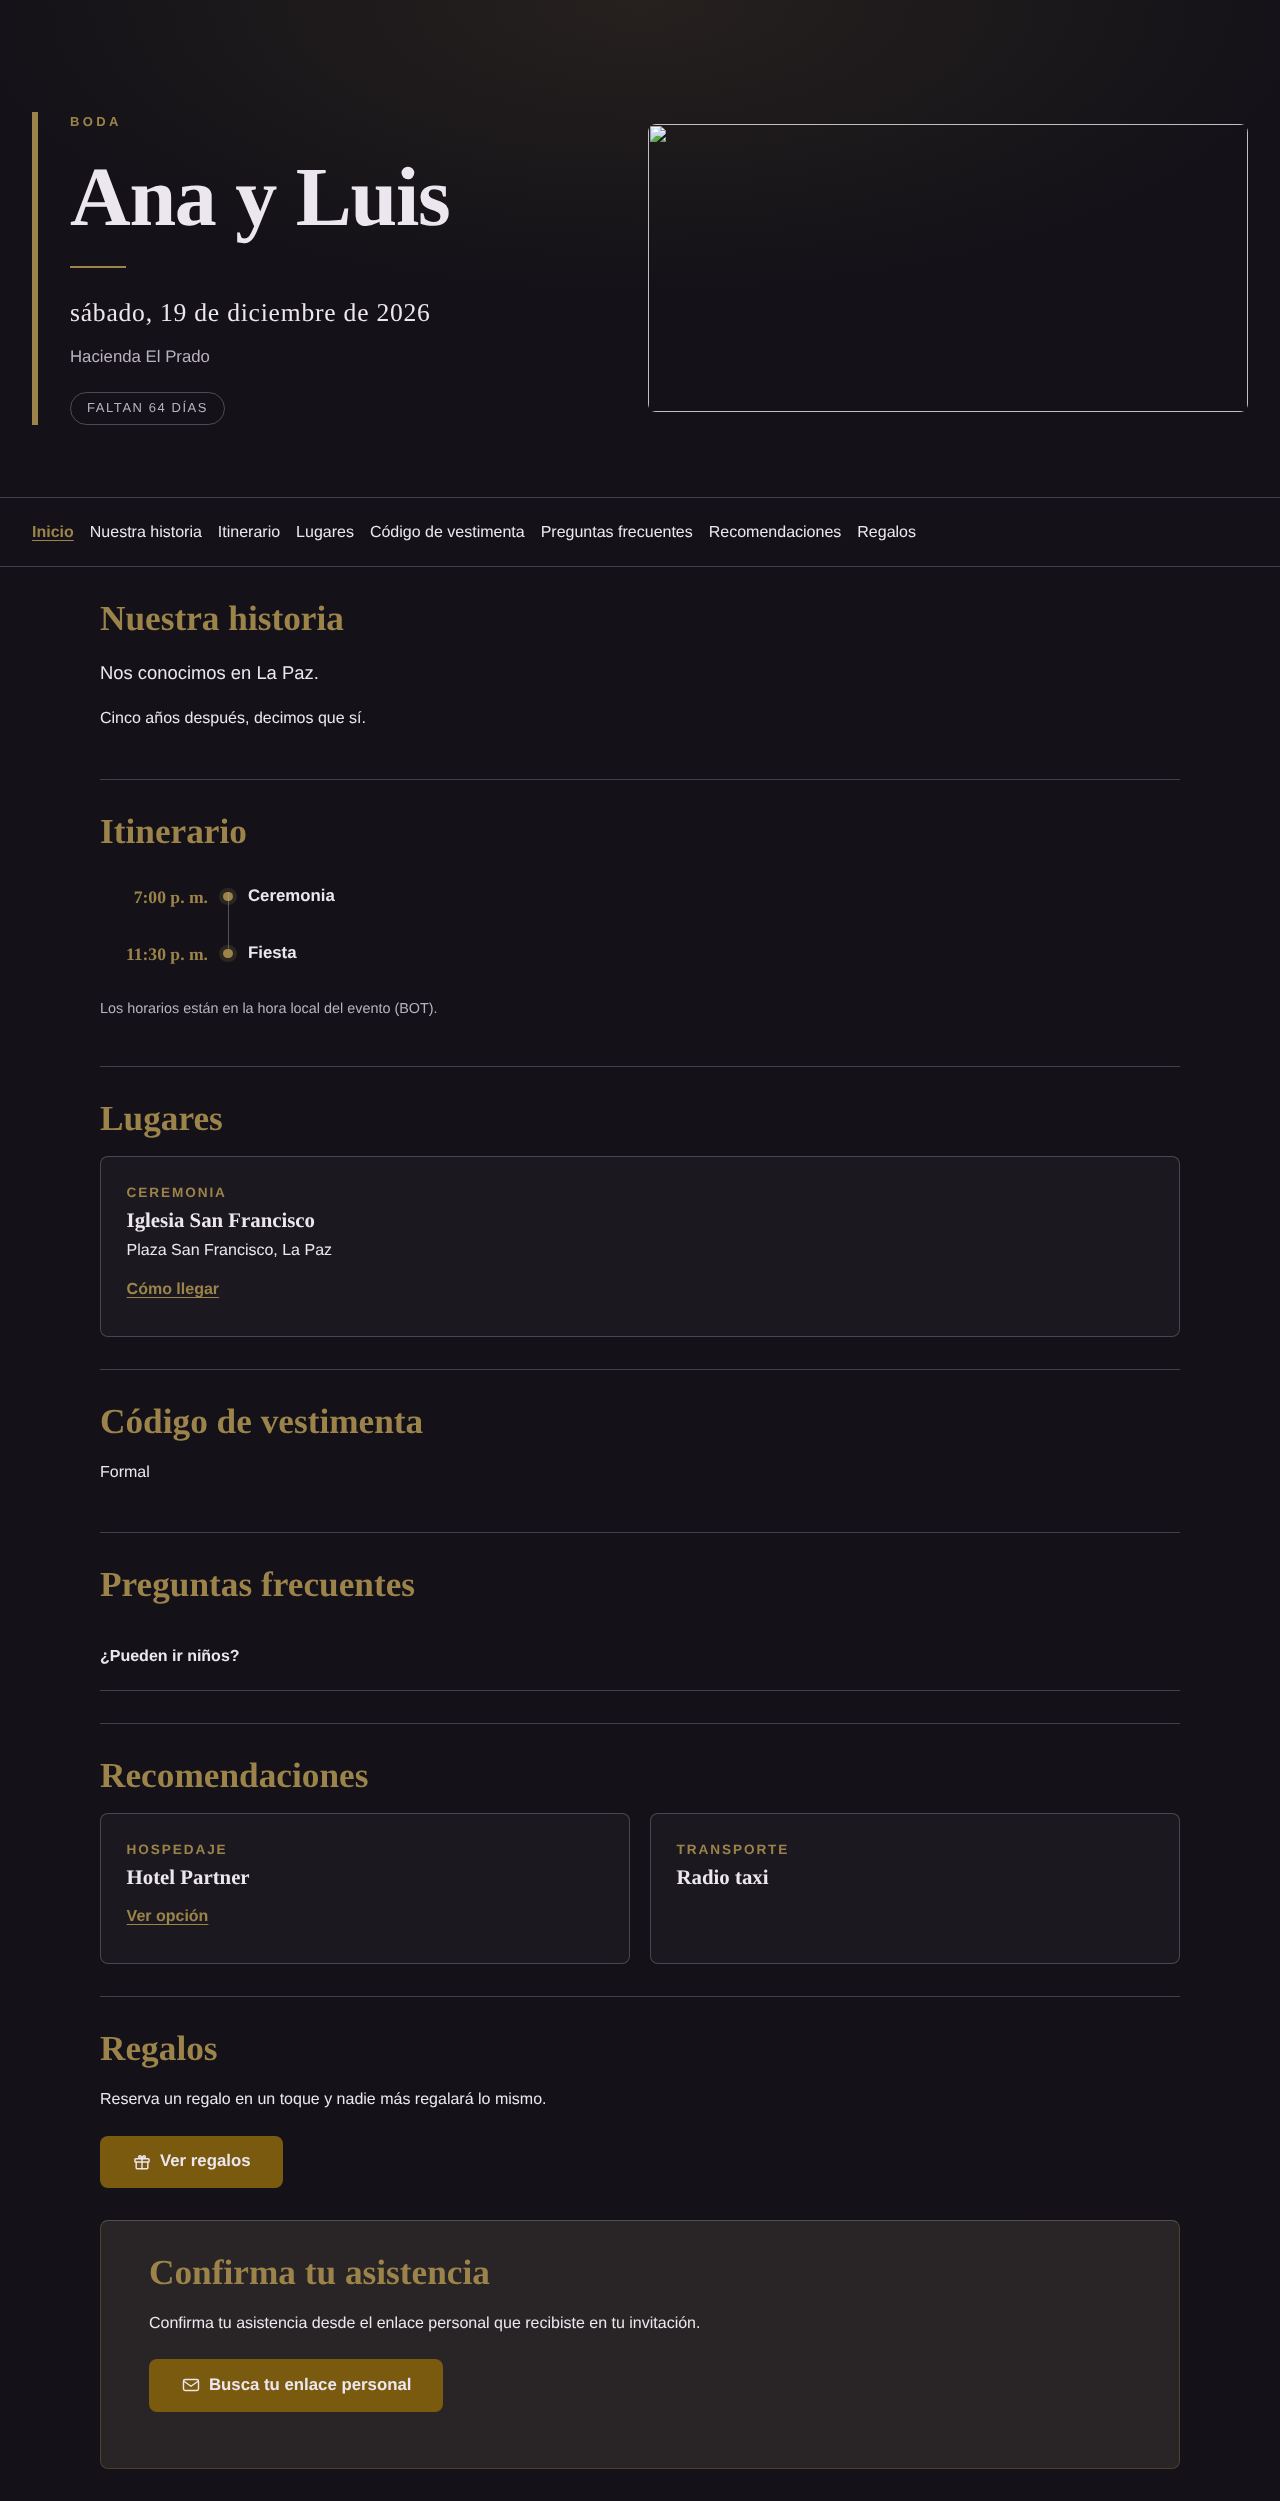 BODA
Ana y Luis
sábado, 19 de diciembre de 2026
Hacienda El Prado
FALTAN 64 DÍAS
Inicio Nuestra historia Itinerario Lugares Código de vestimenta Preguntas frecuentes Recomendaciones Regalos
Nuestra historia
Nos conocimos en La Paz.
Cinco años después, decimos que sí.
Itinerario
7:00 p. m. Ceremonia
11:30 p. m. Fiesta
Los horarios están en la hora local del evento (BOT).
Lugares
CEREMONIA
Iglesia San Francisco
Plaza San Francisco, La Paz
Cómo llegar
Código de vestimenta
Formal
Preguntas frecuentes
¿Pueden ir niños?
Recomendaciones
HOSPEDAJE
Hotel Partner
Ver opción
TRANSPORTE
Radio taxi
Regalos
Reserva un regalo en un toque y nadie más regalará lo mismo.
Ver regalos
Confirma tu asistencia
Confirma tu asistencia desde el enlace personal que recibiste en tu invitación.
Busca tu enlace personal